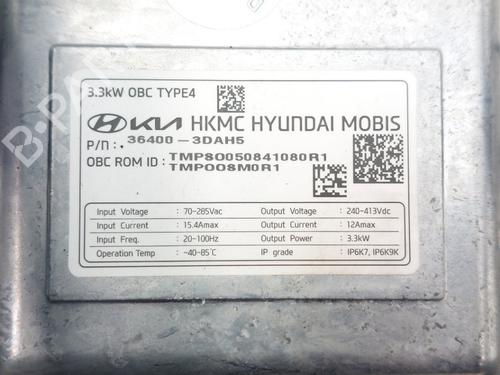 3.3kW OBC TYPE4
HYUNDAI KIA HKMC HYUNDAI MOBIS
P/N : 36400 - 3DAH5
OBC ROM ID : TMPS0050841080R1
TMP008M0R1
Input Voltage 70-285Vac Output Voltage 240-413Vdc
Input Current 15.4Amax Output Current 12Amax
Input Freq. 20-100Hz Output Power 3.3kW
Operation Temp -40-85℃ IP grade IP6K7, IP6K9K
B-PARTS